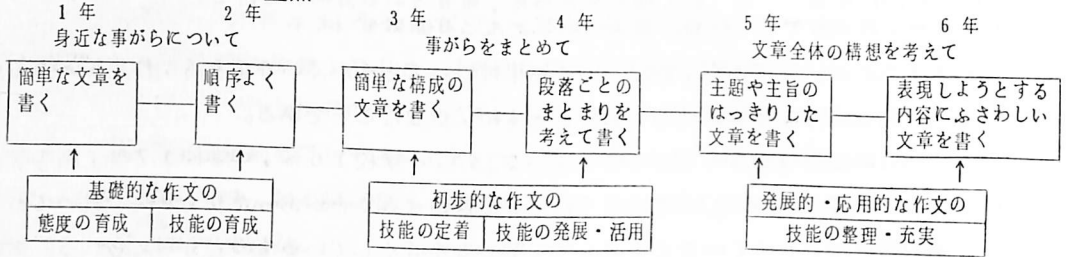 1 年
2 年
3 年
4 年
5 年
6 年
身近な事がらについて
事がらをまとめて
文章全体の構想を考えて
簡単な文章を
書く
順序よく
書く
簡単な構成の
文章を書く
段落ごとの
まとまりを
考えて書く
主題や主旨の
はっきりした
文章を書く
表現しようとする
内容にふさわしい
文章を書く
基礎的な作文の
態度の育成
技能の育成
初歩的な作文の
技能の定着
技能の発展・活用
発展的・応用的な作文の
技能の整理・充実